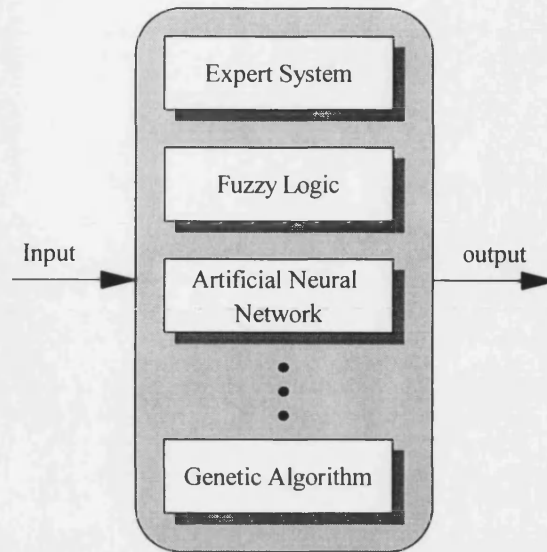 Expert System
Fuzzy Logic
Input
output
Artificial Neural
Network
Genetic Algorithm